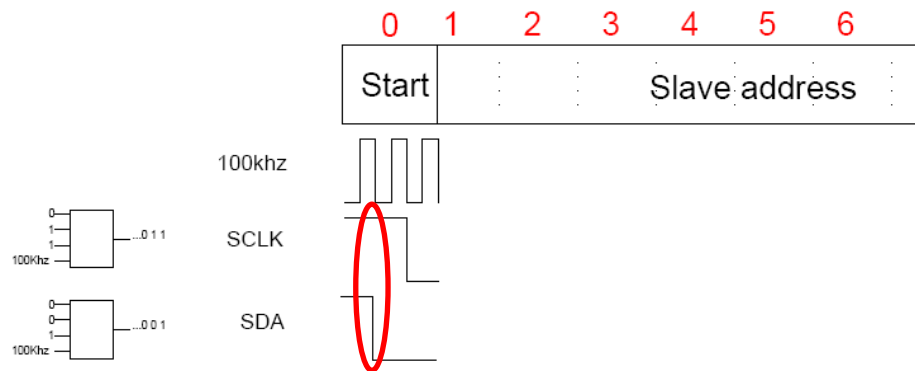 0 1 2 3 4 5 6
Start Slave address
100khz
0
1
1
100Khz
...0 1 1
SCLK
0
0
1
100Khz
...0 0 1
SDA